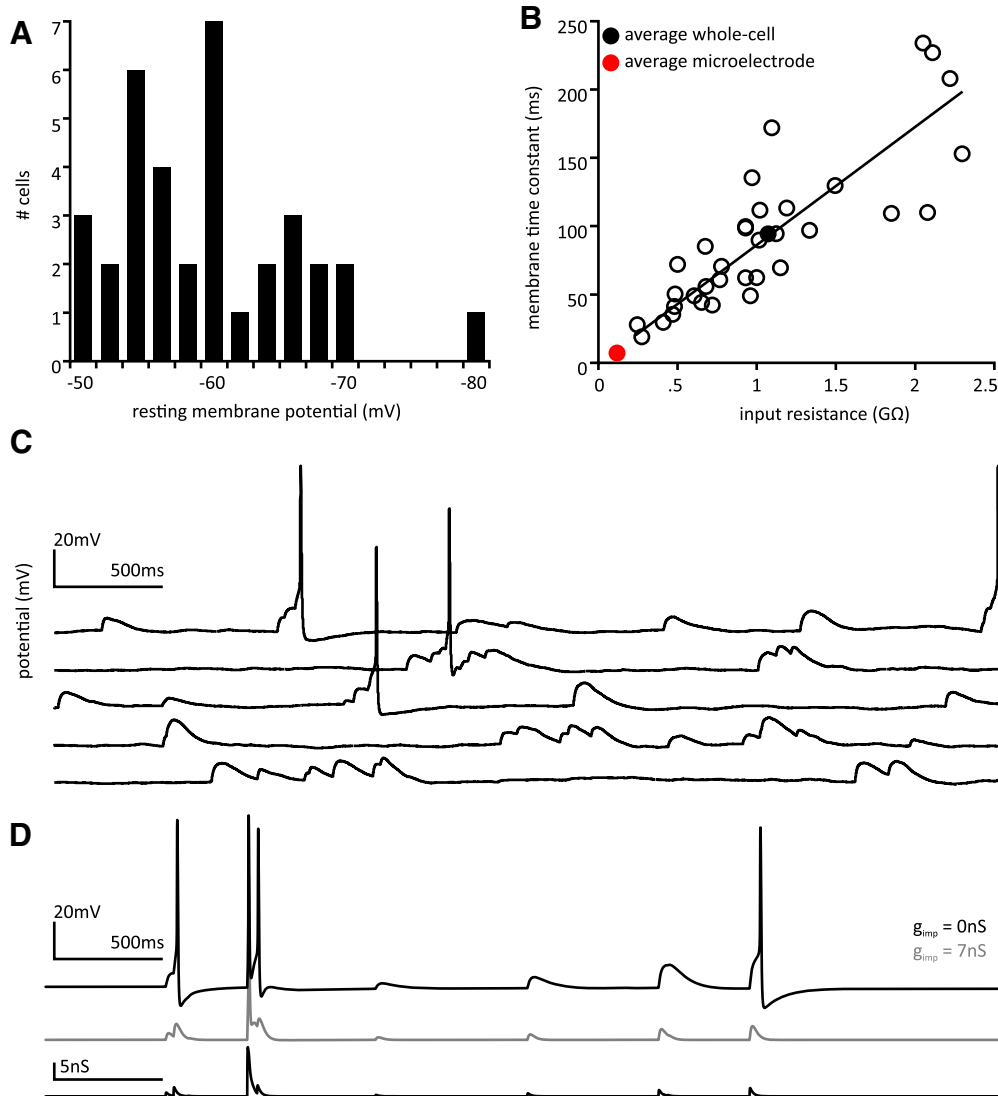 A
7
6
5
4
3
2
1
0
# cells
-50
-60
-70
-80
resting membrane potential (mV)
B
250
200
150
100
50
0
membrane time constant (ms)
average whole-cell
average microelectrode
0
.5
1
1.5
2
2.5
input resistance (GΩ)
C
20mV
500ms
potential (mV)
D
20mV
500ms
gimp = 0nS
gimp = 7nS
5nS